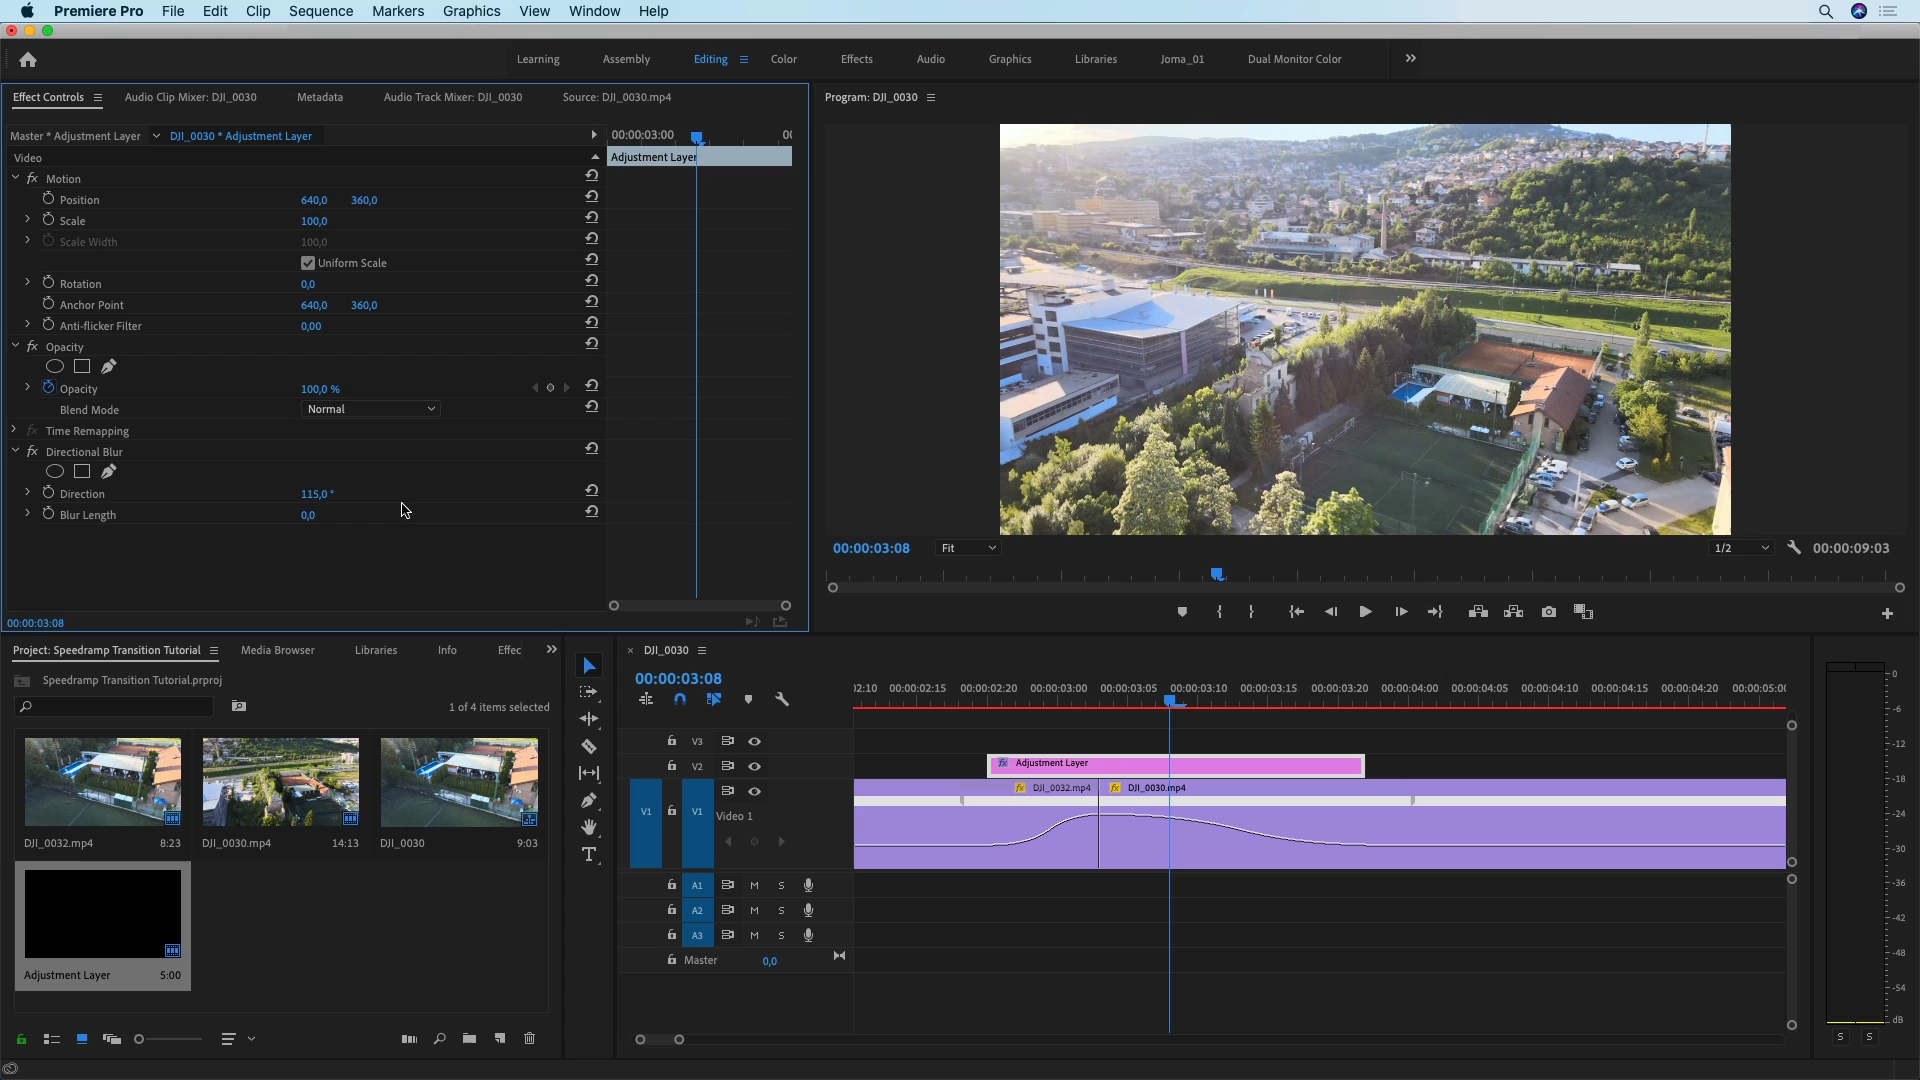 Premiere Pro File Edit Clip Sequence Markers Graphics View Window Help
Learning Assembly Editing Color Effects Audio Graphics Libraries Joma_01 Dual Monitor Color
Effect Controls Audio Clip Mixer: DJI_0030 Metadata Audio Track Mixer: DJI_0030 Source: DJI_0030.mp4
Master * Adjustment Layer DJI_0030 * Adjustment Layer 00:00:03:00 00
Video Adjustment Layer
fx Motion
Position 640,0 360,0
Scale 100,0
Scale Width 100,0
Uniform Scale
Rotation 0,0
Anchor Point 640,0 360,0
Anti-flicker Filter 0,00
fx Opacity
Opacity 100,0 %
Blend Mode Normal
fx Time Remapping
fx Directional Blur
Direction 115,0 °
Blur Length 0,0
00:00:03:08
Program: DJI_0030
00:00:03:08 Fit 1/2 00:00:09:03
Project: Speedramp Transition Tutorial Media Browser Libraries Info Effec
Speedramp Transition Tutorial.prproj
1 of 4 items selected
DJI_0032.mp4 8:23 DJI_0030.mp4 14:13 DJI_0030 9:03
Adjustment Layer 5:00
DJI_0030
00:00:03:08
02:10 00:00:02:15 00:00:02:20 00:00:03:00 00:00:03:05 00:00:03:10 00:00:03:15 00:00:03:20 00:00:04:00 00:00:04:05 00:00:04:10 00:00:04:15 00:00:04:20 00:00:05:00
V3
V2 fx Adjustment Layer
fx DJI_0032.mp4 fx DJI_0030.mp4
V1 V1 Video 1
A1 M S
A2 M S
A3 M S
Master 0,0
0
-6
-12
-18
-24
-30
-36
-42
-48
-54
dB
S S